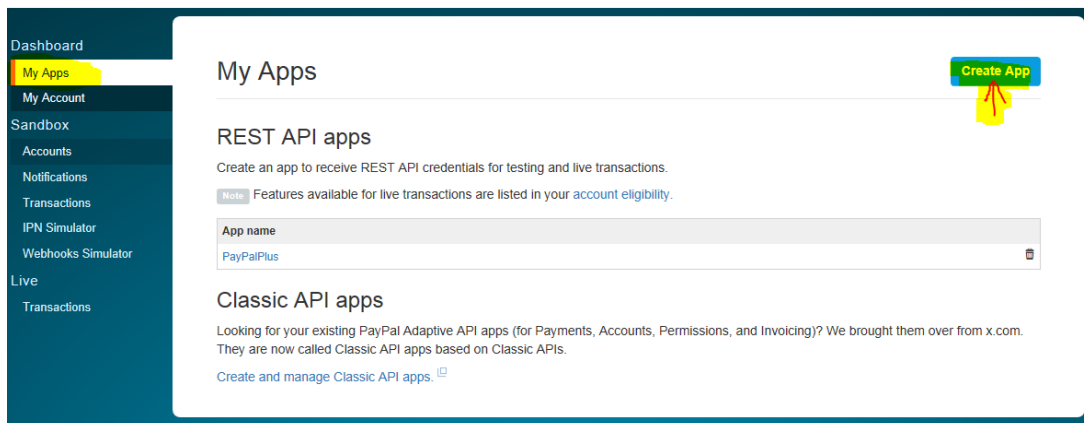 Dashboard
My Apps
My Account
Sandbox
Accounts
Notifications
Transactions
IPN Simulator
Webhooks Simulator
Live
Transactions
My Apps
Create App
REST API apps
Create an app to receive REST API credentials for testing and live transactions.
Note Features available for live transactions are listed in your account eligibility.
App name
PayPalPlus
Classic API apps
Looking for your existing PayPal Adaptive API apps (for Payments, Accounts, Permissions, and Invoicing)? We brought them over from x.com.
They are now called Classic API apps based on Classic APIs.
Create and manage Classic API apps.